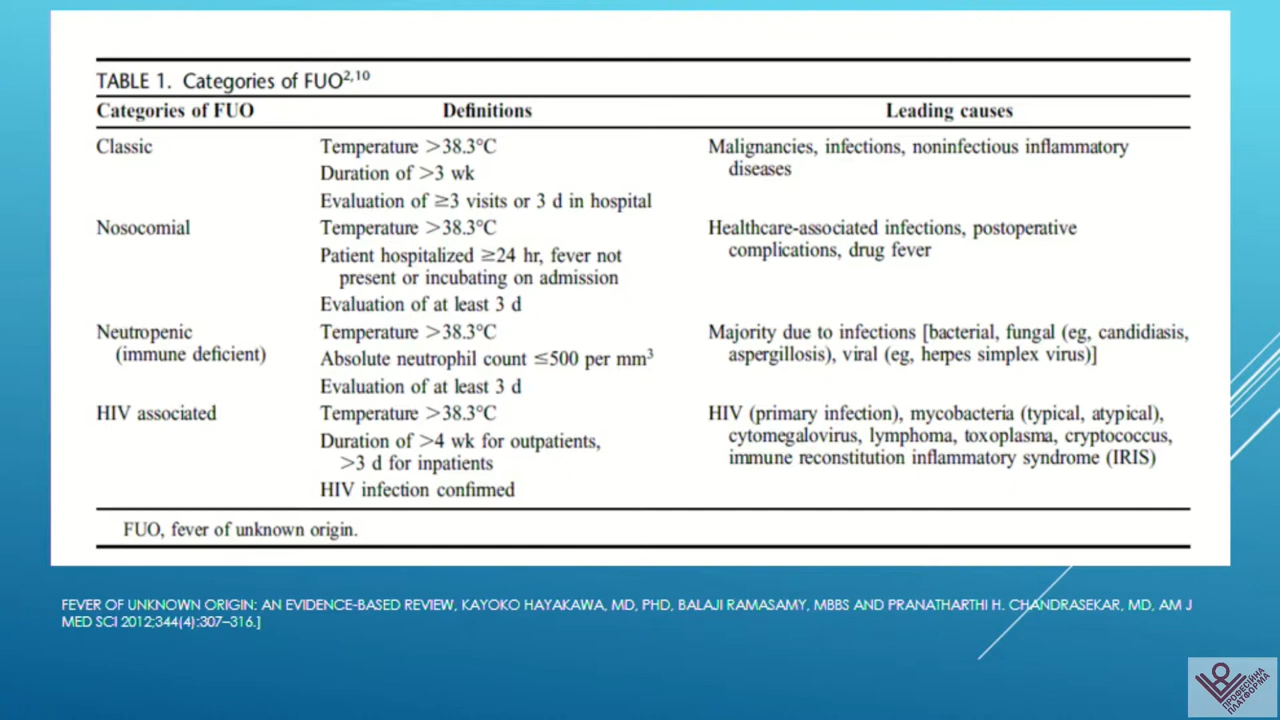 TABLE 1. Categories of FUO2,10
Categories of FUO Definitions Leading causes
Classic Temperature >38.3°C Malignancies, infections, noninfectious inflammatory
Duration of >3 wk diseases
Evaluation of ≥3 visits or 3 d in hospital
Nosocomial Temperature >38.3°C Healthcare-associated infections, postoperative
Patient hospitalized ≥24 hr, fever not complications, drug fever
present or incubating on admission
Evaluation of at least 3 d
Neutropenic Temperature >38.3°C Majority due to infections [bacterial, fungal (eg, candidiasis,
(immune deficient) Absolute neutrophil count ≤500 per mm3 aspergillosis), viral (eg, herpes simplex virus)]
Evaluation of at least 3 d
HIV associated Temperature >38.3°C HIV (primary infection), mycobacteria (typical, atypical),
Duration of >4 wk for outpatients, cytomegalovirus, lymphoma, toxoplasma, cryptococcus,
>3 d for inpatients immune reconstitution inflammatory syndrome (IRIS)
HIV infection confirmed
FUO, fever of unknown origin.
FEVER OF UNKNOWN ORIGIN: AN EVIDENCE-BASED REVIEW, KAYOKO HAYAKAWA, MD, PHD, BALAJI RAMASAMY, MBBS AND PRANATHARTHI H. CHANDRASEKAR, MD, AM J
MED SCI 2012;344(4):307–316.]
ПРОФЕСІЙНА
ПЛАТФОРМА